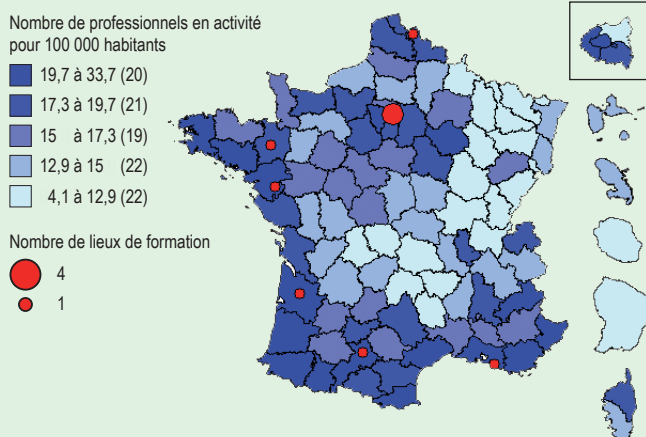 Nombre de professionnels en activité
pour 100 000 habitants
19,7 à 33,7 (20)
17,3 à 19,7 (21)
15 à 17,3 (19)
12,9 à 15 (22)
4,1 à 12,9 (22)
Nombre de lieux de formation
4
1